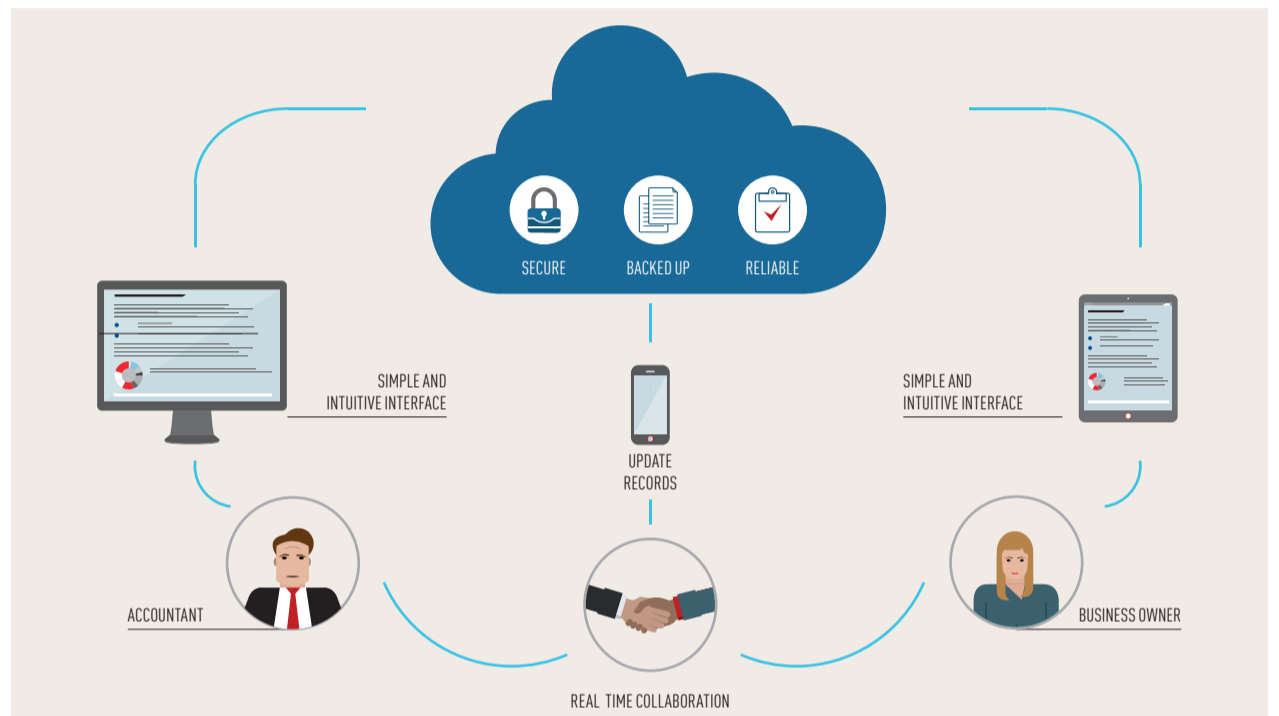 SECURE
BACKED UP
RELIABLE
SIMPLE AND
INTUITIVE INTERFACE
SIMPLE AND
INTUITIVE INTERFACE
UPDATE
RECORDS
ACCOUNTANT
BUSINESS OWNER
REAL TIME COLLABORATION